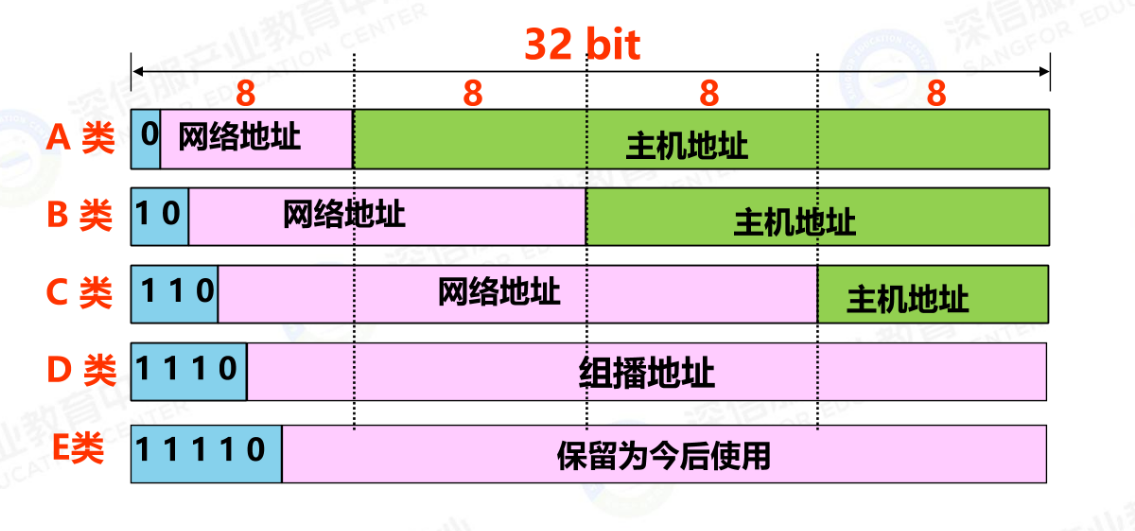 32 bit
8 8 8 8
A 类 0 网络地址 主机地址
B 类 1 0 网络地址 主机地址
C 类 1 1 0 网络地址 主机地址
D 类 1 1 1 0 组播地址
E类 1 1 1 1 0 保留为今后使用
深信服产业教育中心
SANGFOR EDUCATION CENTER